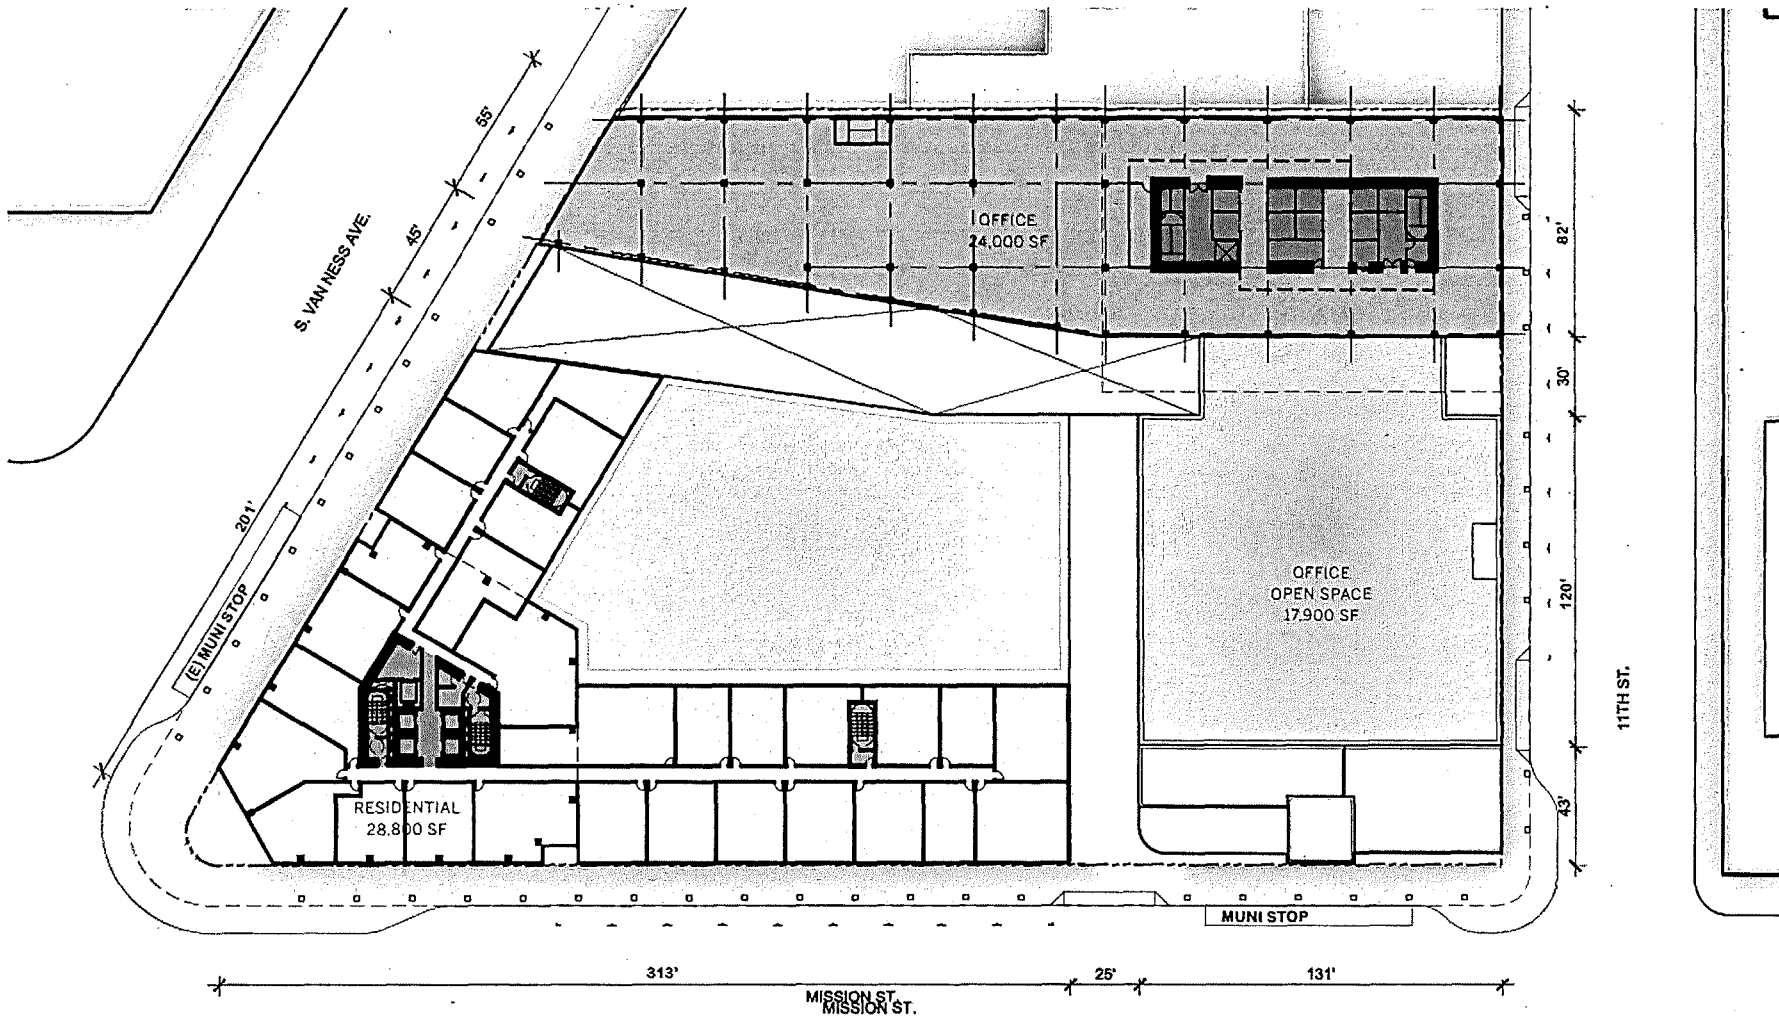 55'
45'
S. VAN NESS AVE.
201'
(E) MUNI STOP
OFFICE
24,000 SF
82'
30'
120'
43'
11TH ST.
OFFICE
OPEN SPACE
17,900 SF
RESIDENTIAL
28,800 SF
MUNI STOP
313'
25'
131'
MISSION ST.
MISSION ST.